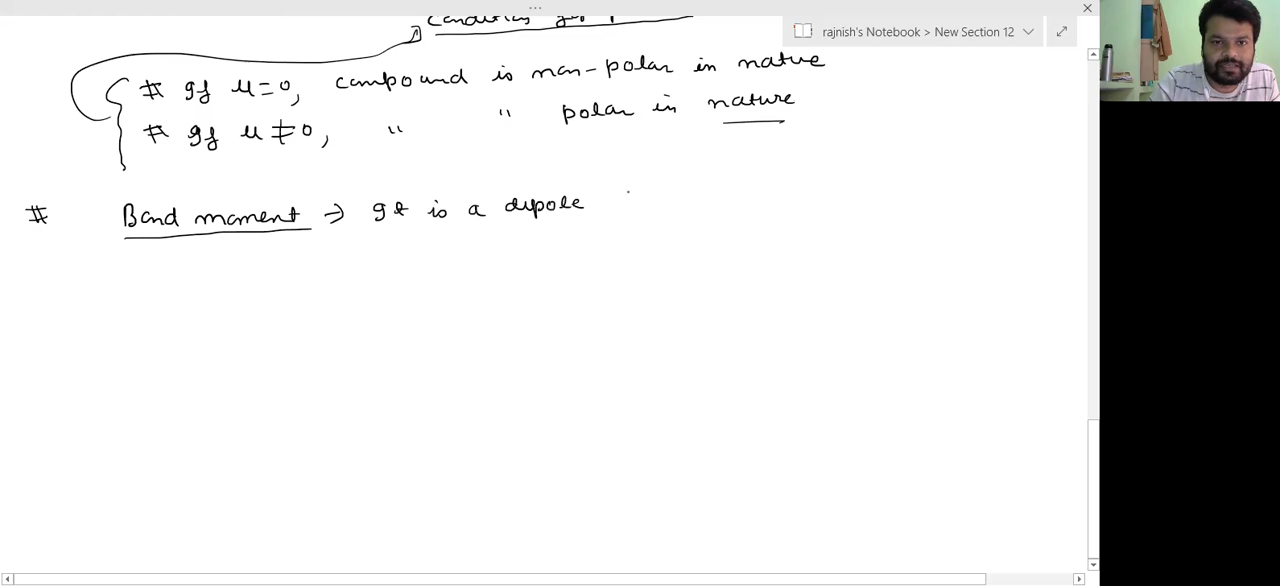 rajnish's Notebook > New Section 12
# If μ=0, compound is non-polar in nature
# If μ≠0, " " polar in nature
# Bond moment → It is a dipole